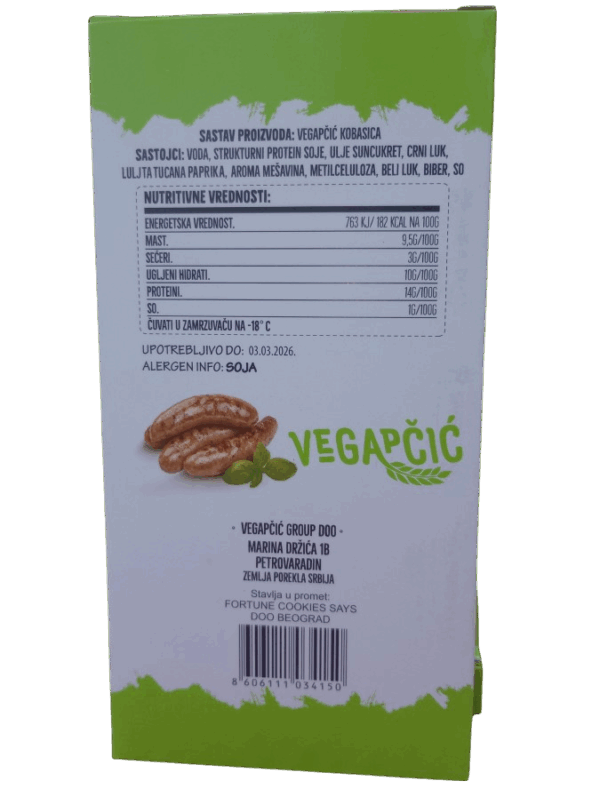 SASTAV PROIZVODA: VEGAPČIĆ KOBASICA
SASTOJCI: VODA, STRUKTURNI PROTEIN SOJE, ULJE SUNCUKRET, CRNI LUK,
LULJTA TUCANA PAPRIKA, AROMA MEŠAVINA, METILCELULOZA, BELI LUK, BIBER, SO
NUTRITIVNE VREDNOSTI:
ENERGETSKA VREDNOST. 763 KJ/ 182 KCAL NA 100G
MAST. 9,5G/100G
SEĆERI. 3G/100G
UGLJENI HIDRATI. 10G/100G
PROTEINI. 14G/100G
SO. 1G/100G
ČUVATI U ZAMRZUVAČU NA -18° C
UPOTREBLJIVO DO: 03.03.2026.
ALERGEN INFO: SOJA
VEGAPČIĆ
• VEGAPČIĆ GROUP DOO •
MARINA DRŽIĆA 1B
PETROVARADIN
ZEMLJA POREKLA SRBIJA
Stavlja u promet:
FORTUNE COOKIES SAYS
DOO BEOGRAD
8 606111 034150